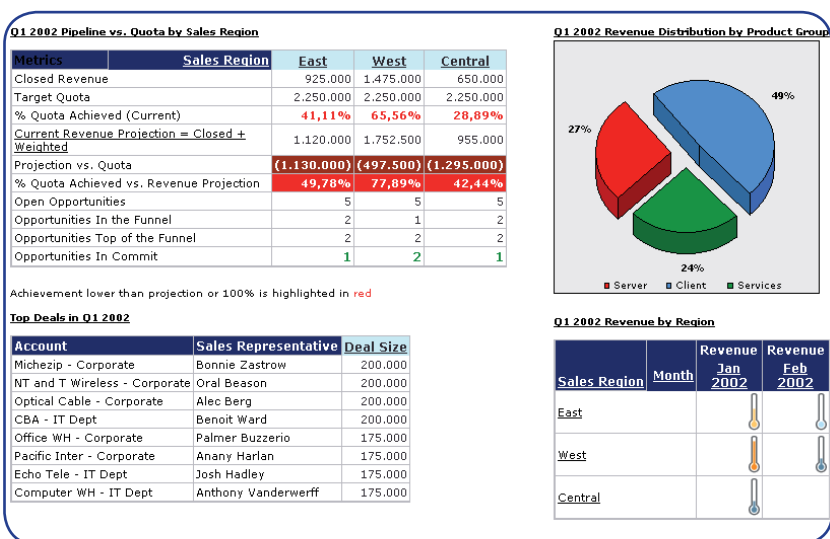 Q1 2002 Pipeline vs. Quota by Sales Region
Metrics Sales Region East West Central
Closed Revenue 925.000 1.475.000 650.000
Target Quota 2.250.000 2.250.000 2.250.000
% Quota Achieved (Current) 41,11% 65,56% 28,89%
Current Revenue Projection = Closed +
Weighted 1.120.000 1.752.500 955.000
Projection vs. Quota (1.130.000) (497.500) (1.295.000)
% Quota Achieved vs. Revenue Projection 49,78% 77,89% 42,44%
Open Opportunities 5 5 5
Opportunities In the Funnel 2 1 2
Opportunities Top of the Funnel 2 2 2
Opportunities In Commit 1 2 1
Achievement lower than projection or 100% is highlighted in red
Top Deals in Q1 2002
Account Sales Representative Deal Size
Michezip - Corporate Bonnie Zastrow 200.000
NT and T Wireless - Corporate Oral Beason 200.000
Optical Cable - Corporate Alec Berg 200.000
CBA - IT Dept Benoit Ward 200.000
Office WH - Corporate Palmer Buzzerio 175.000
Pacific Inter - Corporate Anany Harlan 175.000
Echo Tele - IT Dept Josh Hadley 175.000
Computer WH - IT Dept Anthony Vanderwerff 175.000
Q1 2002 Revenue Distribution by Product Group
49%
27%
24%
Server Client Services
Q1 2002 Revenue by Region
Revenue Revenue
Sales Region Month Jan 2002 Feb 2002
East
West
Central